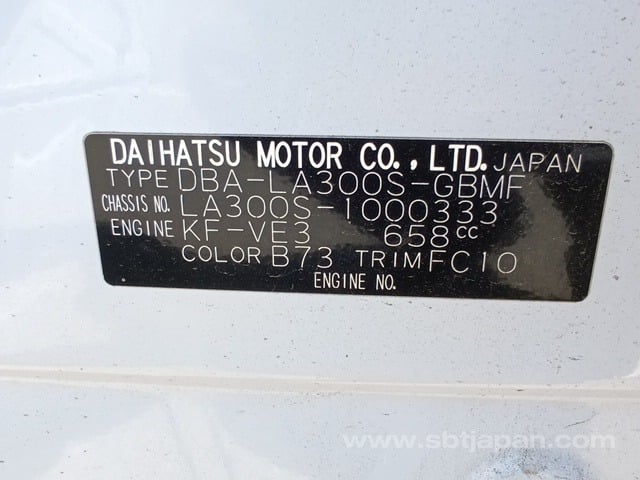 DAIHATSU MOTOR CO., LTD. JAPAN
TYPE DBA-LA300S-GBMF
CHASSIS NO. LA300S-1000333
ENGINE KF-VE3 658cc
COLOR B73 TRIM FC10
ENGINE NO.
www.sbtjapan.com